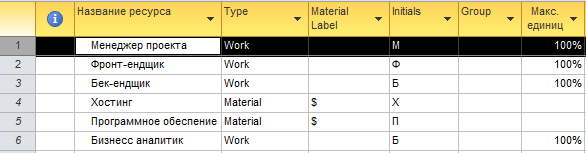 Название ресурса Type Material Label Initials Group Макс. единиц
1 Менеджер проекта Work М 100%
2 Фронт-ендщик Work Ф 100%
3 Бек-ендщик Work Б 100%
4 Хостинг Material $ Х
5 Программное обеспение Material $ П
6 Бизнесс аналитик Work Б 100%